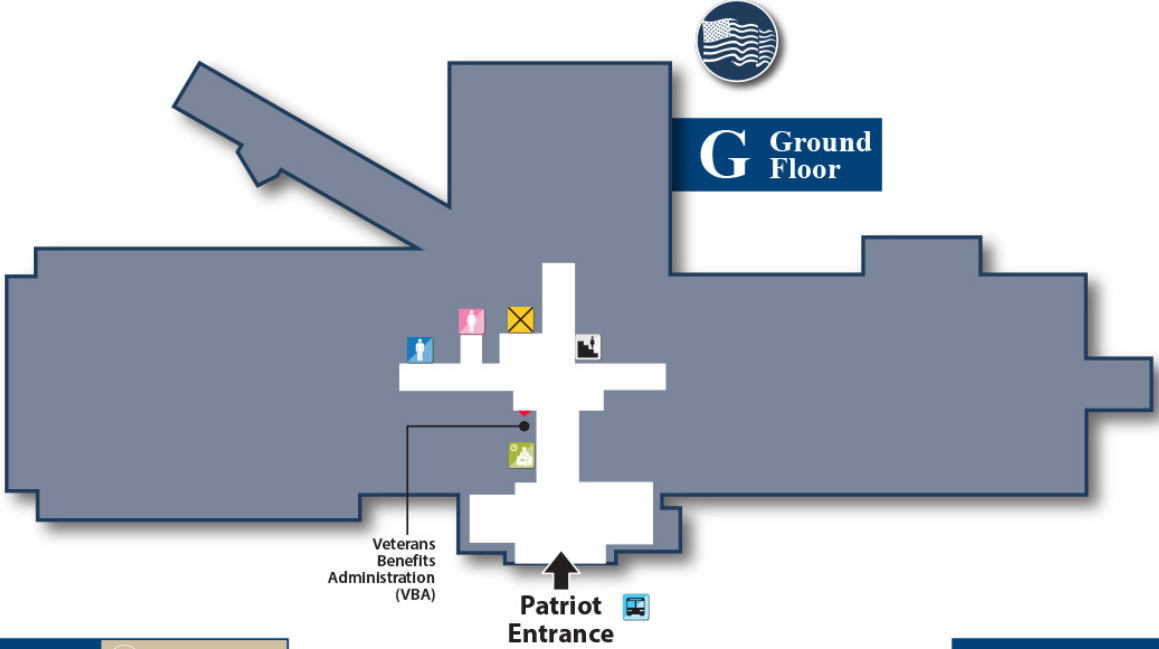 G Ground
Floor
Veterans
Benefits
Administration
(VBA)
Patriot
Entrance